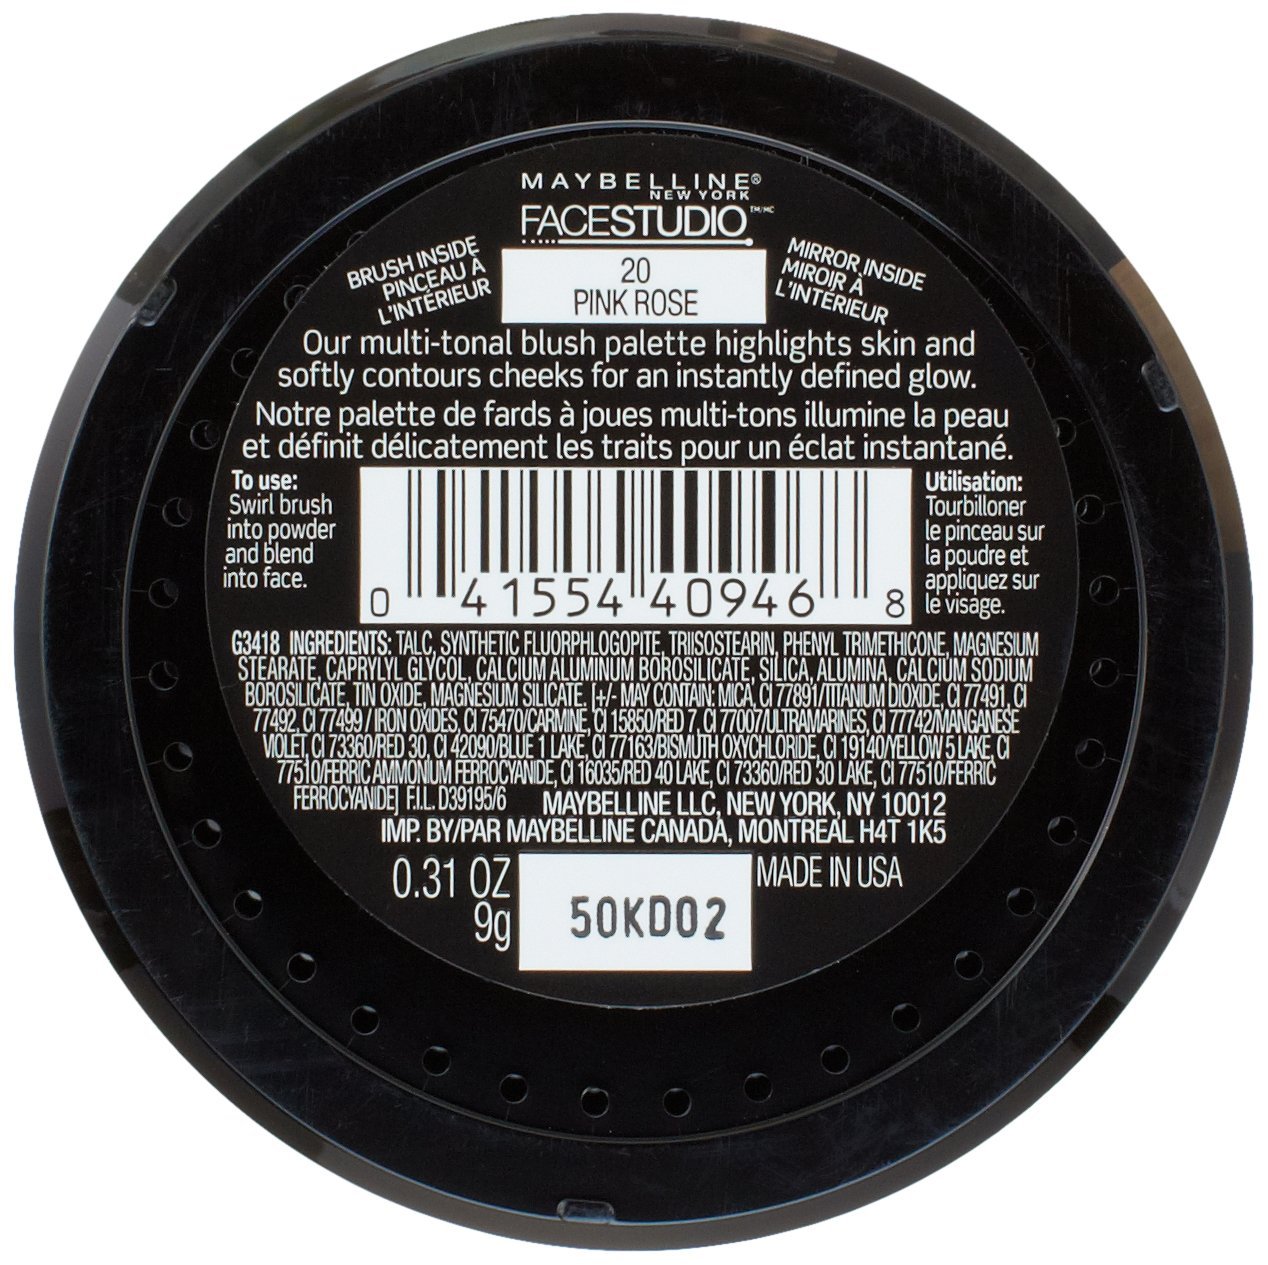 MAYBELLINE®
NEW YORK
FACESTUDIO™/MC
BRUSH INSIDE
PINCEAU À
L'INTÉRIEUR
20
PINK ROSE
MIRROR INSIDE
MIROIR À
L'INTÉRIEUR
Our multi-tonal blush palette highlights skin and
softly contours cheeks for an instantly defined glow.
Notre palette de fards à joues multi-tons illumine la peau
et définit délicatement les traits pour un éclat instantané.
To use:
Swirl brush
into powder
and blend
into face.
0 41554 40946 8
Utilisation:
Tourbilloner
le pinceau sur
la poudre et
appliquez sur
le visage.
G3418 INGREDIENTS: TALC, SYNTHETIC FLUORPHLOGOPITE, TRIISOSTEARIN, PHENYL TRIMETHICONE, MAGNESIUM
STEARATE, CAPRYLYL GLYCOL, CALCIUM ALUMINUM BOROSILICATE, SILICA, ALUMINA, CALCIUM SODIUM
BOROSILICATE, TIN OXIDE, MAGNESIUM SILICATE. [+/- MAY CONTAIN: MICA, CI 77891/TITANIUM DIOXIDE, CI 77491, CI
77492, CI 77499 / IRON OXIDES, CI 75470/CARMINE, CI 15850/RED 7, CI 77007/ULTRAMARINES, CI 77742/MANGANESE
VIOLET, CI 73360/RED 30, CI 42090/BLUE 1 LAKE, CI 77163/BISMUTH OXYCHLORIDE, CI 19140/YELLOW 5 LAKE, CI
77510/FERRIC AMMONIUM FERROCYANIDE, CI 16035/RED 40 LAKE, CI 73360/RED 30 LAKE, CI 77510/FERRIC
FERROCYANIDE] F.I.L. D39195/6 MAYBELLINE LLC, NEW YORK, NY 10012
IMP. BY/PAR MAYBELLINE CANADA, MONTREAL H4T 1K5
0.31 OZ
9g
50KD02
MADE IN USA